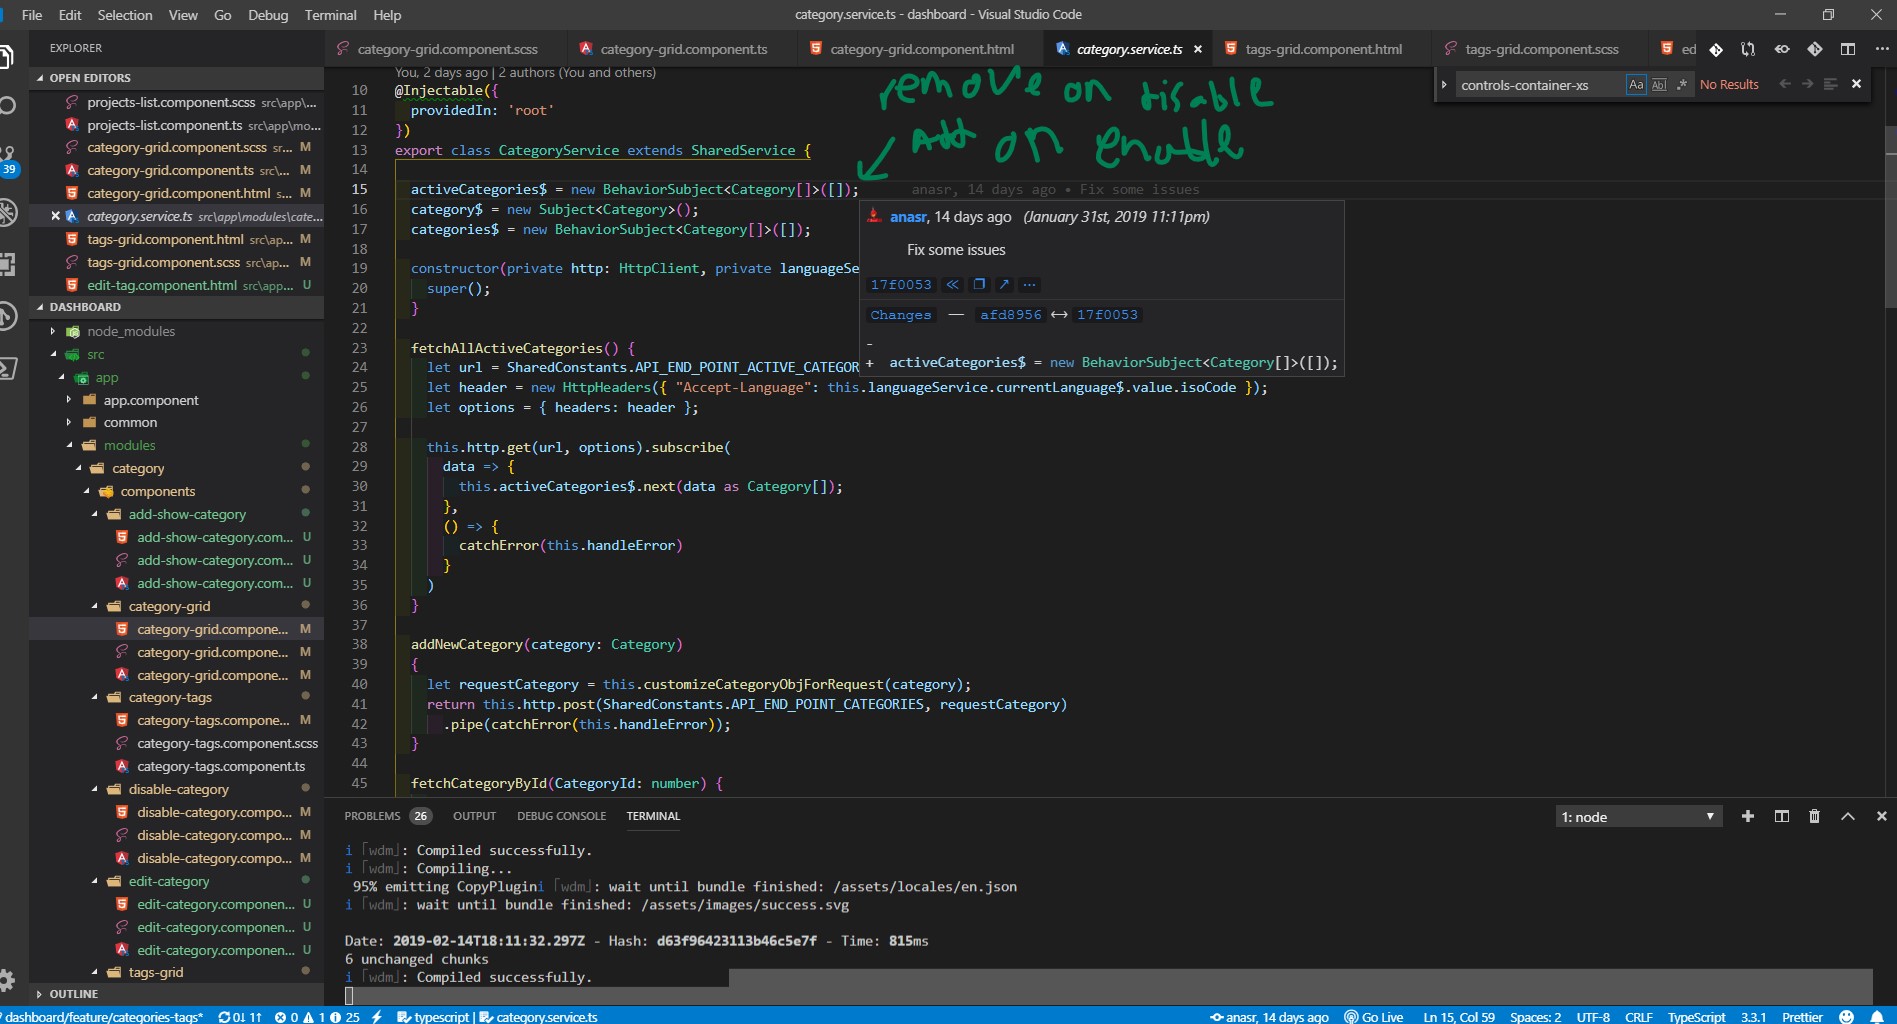 File Edit Selection View Go Debug Terminal Help
category.service.ts - dashboard - Visual Studio Code
EXPLORER
OPEN EDITORS
projects-list.component.scss src\app\...
projects-list.component.ts src\app\mo...
category-grid.component.scss sr... M
category-grid.component.ts src\... M
category-grid.component.html s... M
category.service.ts src\app\modules\cate...
tags-grid.component.html src\ap... M
tags-grid.component.scss src\ap... M
edit-tag.component.html src\app... U
39
DASHBOARD
node_modules
src
app
app.component
common
modules
category
components
add-show-category
add-show-category.com... U
add-show-category.com... U
add-show-category.com... U
category-grid
category-grid.compone... M
category-grid.compone... M
category-grid.compone... M
category-tags
category-tags.compone... M
category-tags.component.scss
category-tags.component.ts
disable-category
disable-category.compo... M
disable-category.compo... M
disable-category.compo... M
edit-category
edit-category.componen... U
edit-category.componen... U
edit-category.componen... U
tags-grid
OUTLINE
category-grid.component.scss category-grid.component.ts category-grid.component.html category.service.ts tags-grid.component.html tags-grid.component.scss ed
controls-container-xs Aa Abl .* No Results
remove on disable
Add on enable
You, 2 days ago | 2 authors (You and others)
10 @Injectable({
11 providedIn: 'root'
12 })
13 export class CategoryService extends SharedService {
14
15 activeCategories$ = new BehaviorSubject<Category[]>([]); anasr, 14 days ago • Fix some issues
16 category$ = new Subject<Category>();
17 categories$ = new BehaviorSubject<Category[]>([]);
18
19 constructor(private http: HttpClient, private languageSe
20 super();
21 }
22
23 fetchAllActiveCategories() {
24 let url = SharedConstants.API_END_POINT_ACTIVE_CATEGOR
25 let header = new HttpHeaders({ "Accept-Language": this.languageService.currentLanguage$.value.isoCode });
26 let options = { headers: header };
27
28 this.http.get(url, options).subscribe(
29 data => {
30 this.activeCategories$.next(data as Category[]);
31 },
32 () => {
33 catchError(this.handleError)
34 }
35 )
36 }
37
38 addNewCategory(category: Category)
39 {
40 let requestCategory = this.customizeCategoryObjForRequest(category);
41 return this.http.post(SharedConstants.API_END_POINT_CATEGORIES, requestCategory)
42 .pipe(catchError(this.handleError));
43 }
44
45 fetchCategoryById(CategoryId: number) {
anasr, 14 days ago (January 31st, 2019 11:11pm)
Fix some issues
17f0053
Changes — afd8956 ↔ 17f0053
-
+ activeCategories$ = new BehaviorSubject<Category[]>([]);
PROBLEMS 26 OUTPUT DEBUG CONSOLE TERMINAL
1: node
i ｢wdm｣: Compiled successfully.
i ｢wdm｣: Compiling...
95% emitting CopyPlugini ｢wdm｣: wait until bundle finished: /assets/locales/en.json
i ｢wdm｣: wait until bundle finished: /assets/images/success.svg
Date: 2019-02-14T18:11:32.297Z - Hash: d63f96423113b46c5e7f - Time: 815ms
6 unchanged chunks
i ｢wdm｣: Compiled successfully.
dashboard/feature/categories-tags* 0↓ 1↑ 0 1 25 typescript | category.service.ts anasr, 14 days ago Go Live Ln 15, Col 59 Spaces: 2 UTF-8 CRLF TypeScript 3.3.1 Prettier